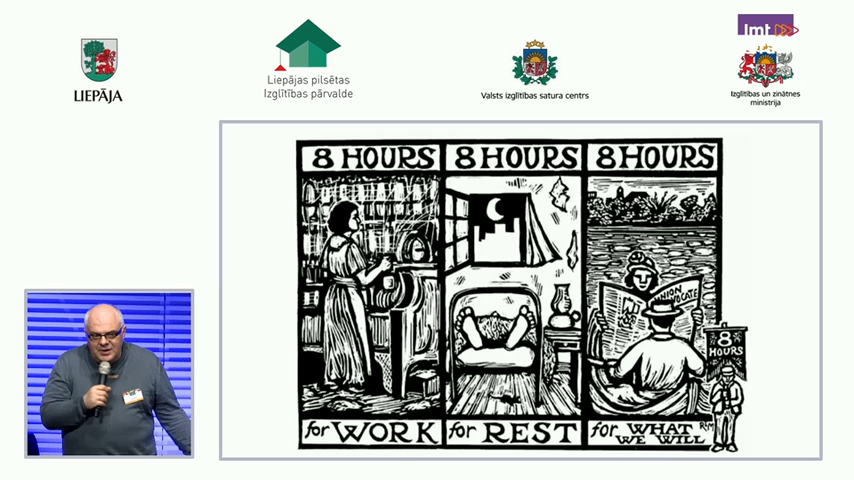 LIEPĀJA
Liepājas pilsētas
Izglītības pārvalde
Valsts izglītības satura centrs
lmt
Izglītības un zinātnes
ministrija
8 HOURS 8 HOURS 8 HOURS
UNION
ADVOCATE
8
HOURS
for WORK for REST for WHAT
WE WILL